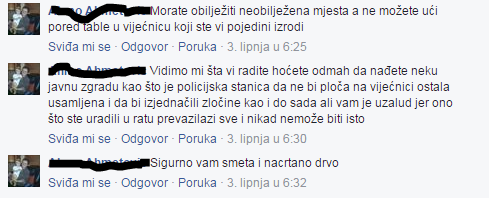 Morate obilježiti neobilježena mjesta a ne možete ući
pored table u vijećnicu koji ste vi pojedini izrodi
Sviđa mi se · Odgovor · Poruka · 3. lipnja u 6:25
Vidimo mi šta vi radite hoćete odmah da nađete neku
javnu zgradu kao što je policijska stanica da ne bi ploča na vijećnici ostala
usamljena i da bi izjednačili zločine kao i do sada ali vam je uzalud jer ono
što ste uradili u ratu prevazilazi sve i nikad nemože biti isto
Sviđa mi se · Odgovor · Poruka · 3. lipnja u 6:30
Sigurno vam smeta i nacrtano drvo
Sviđa mi se · Odgovor · Poruka · 3. lipnja u 6:32